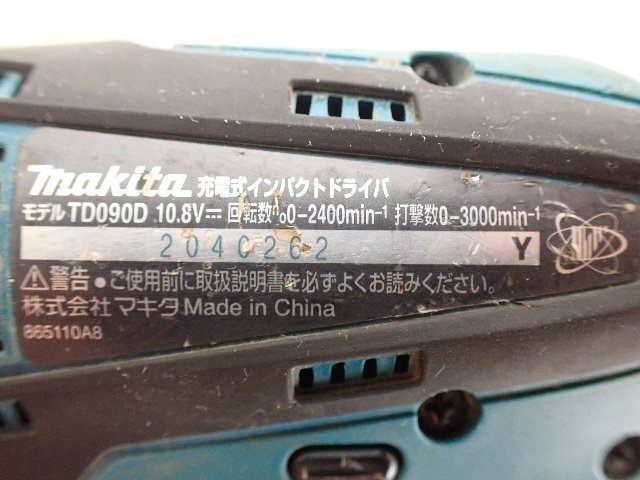 makita 充電式インパクトドライバ
モデル TD090D 10.8V⎓ 回転数n₀0-2400min⁻¹ 打撃数0-3000min⁻¹
2040262 Y
⚠警告 ●ご使用前に取扱説明書を必ずよくお読みください。
株式会社 マキタ Made in China
865110A8